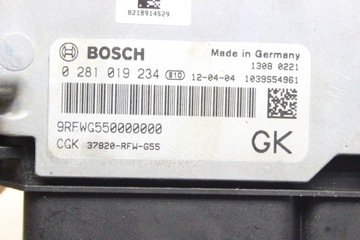 8218914529
BOSCH
Made in Germany
1308 0221
0 281 019 234 810 12-04-04 1039S54961
9RFWG550000000
CGK 37820-RFW-G55
GK